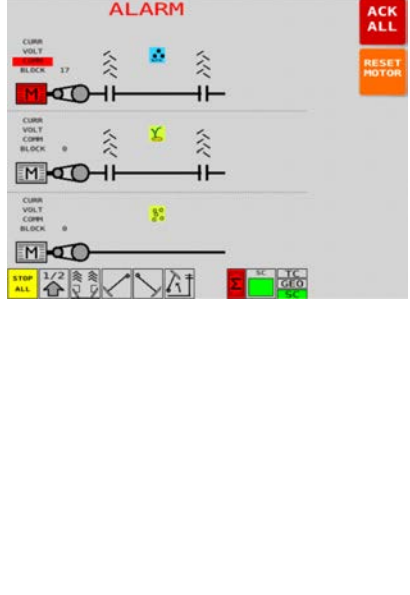 ALARM
ACK
ALL
RESET
MOTOR
CURR
VOLT
COMM
BLOCK 17
M
CURR
VOLT
COMM
BLOCK 0
M
CURR
VOLT
COMM
BLOCK 0
M
STOP
ALL
1/2
Σ
SC
TC
GEO
SC